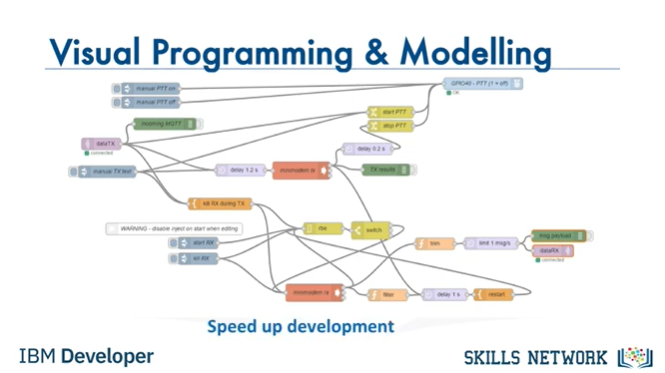 Visual Programming & Modelling
manual PTT on
manual PTT off
GPIO40 - PTT (1 = off)
OK
start PTT
stop PTT
incoming MQTT
dataTX
connected
delay 0.2 s
manual TX test
delay 1.2 s
minimodem tx
TX results
kill RX during TX
WARNING - disable inject on start when editing
switch
start RX
kill RX
trim
limit 1 msg/s
msg.payload
dataRX
connected
minimodem rx
filter
delay 1 s
restart
Speed up development
IBM Developer
SKILLS NETWORK